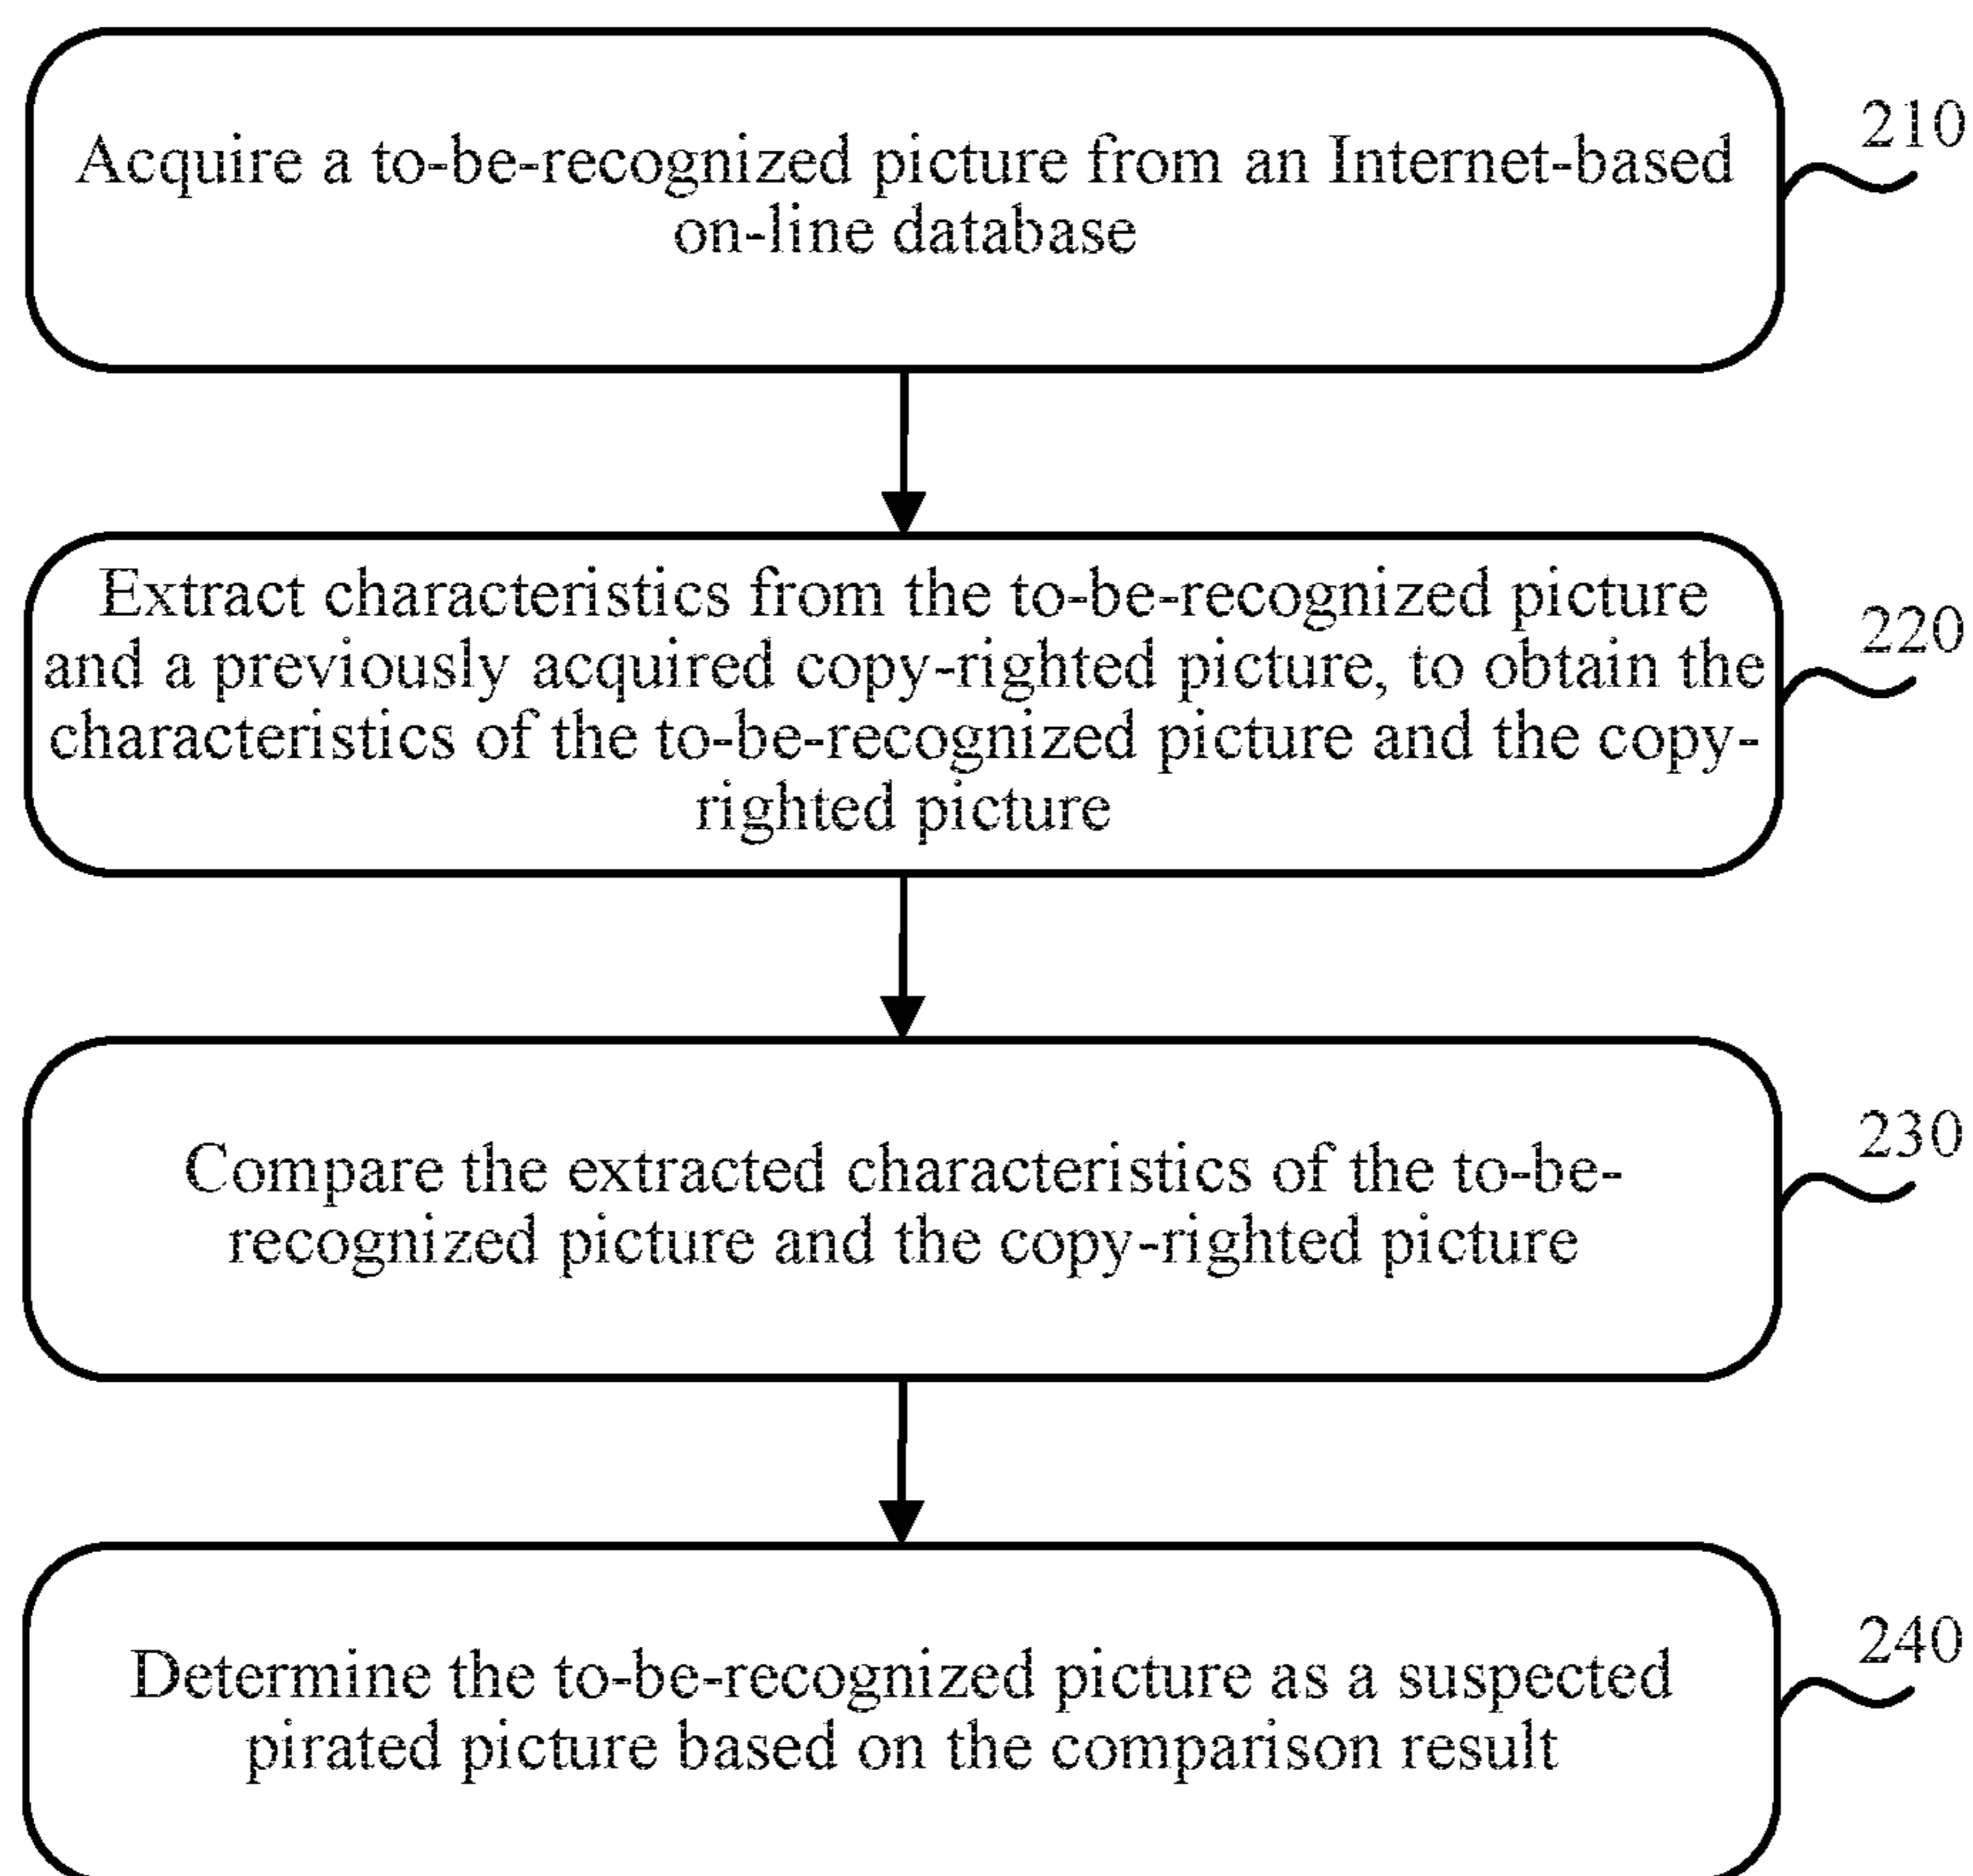 Acquire a to-be-recognized picture from an Internet-based
on-line database
210
Extract characteristics from the to-be-recognized picture
and a previously acquired copy-righted picture, to obtain the
characteristics of the to-be-recognized picture and the copy-
righted picture
220
Compare the extracted characteristics of the to-be-
recognized picture and the copy-righted picture
230
Determine the to-be-recognized picture as a suspected
pirated picture based on the comparison result
240